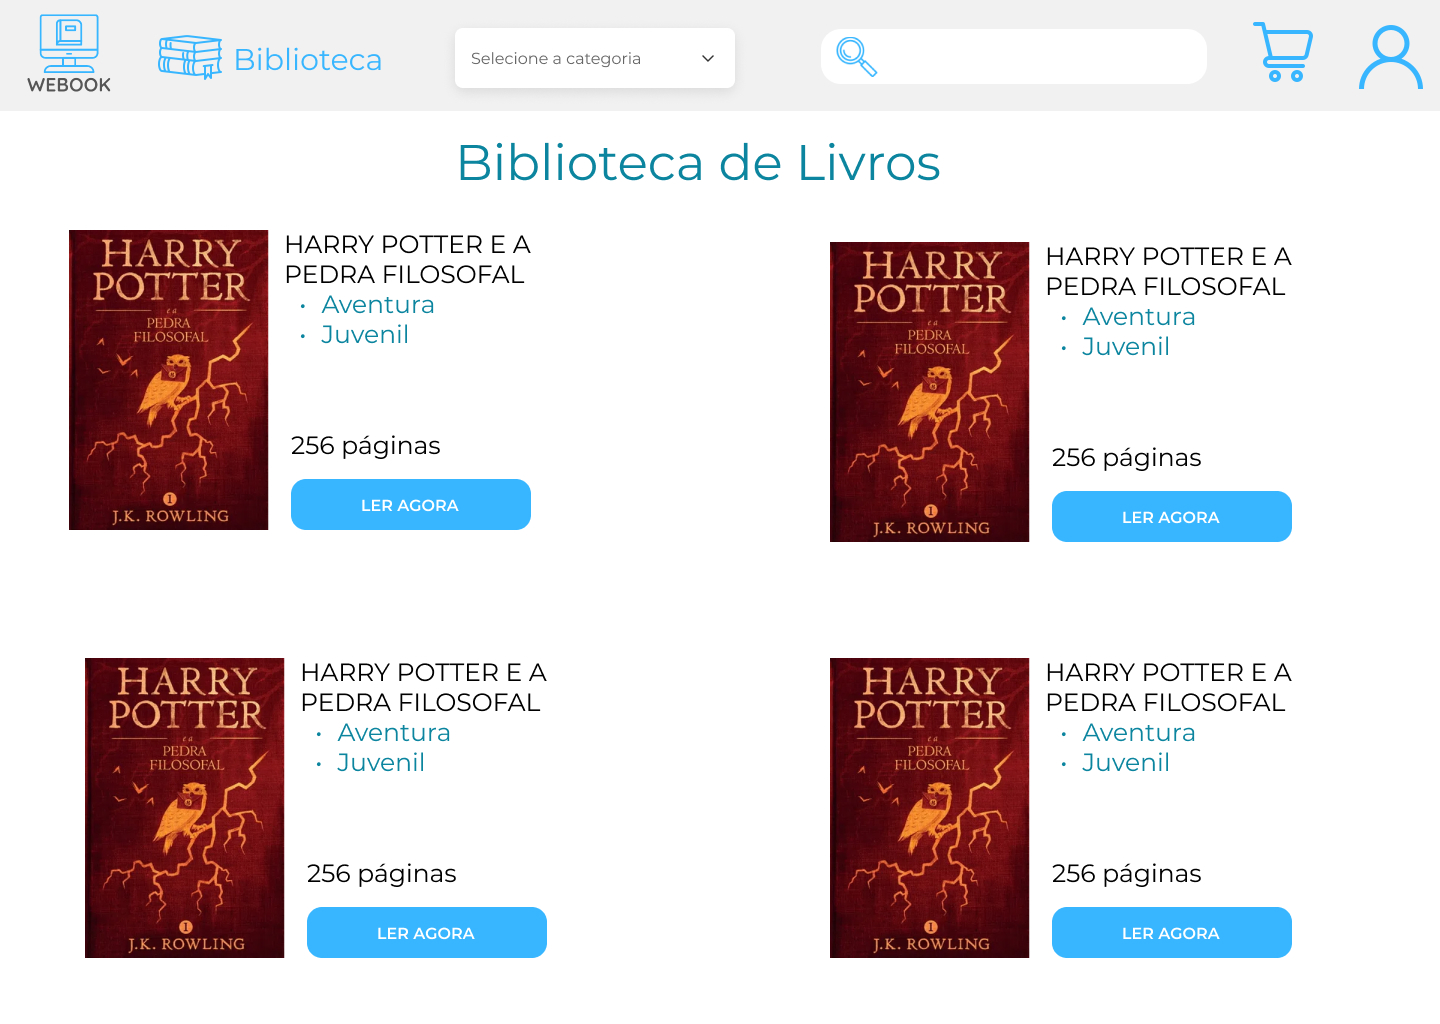 WEBOOK
Biblioteca
Selecione a categoria
Biblioteca de Livros
HARRY
POTTER
e a
PEDRA
FILOSOFAL
1
J.K. ROWLING
HARRY POTTER E A
PEDRA FILOSOFAL
• Aventura
• Juvenil
256 páginas
LER AGORA
HARRY
POTTER
e a
PEDRA
FILOSOFAL
1
J.K. ROWLING
HARRY POTTER E A
PEDRA FILOSOFAL
• Aventura
• Juvenil
256 páginas
LER AGORA
HARRY
POTTER
e a
PEDRA
FILOSOFAL
1
J.K. ROWLING
HARRY POTTER E A
PEDRA FILOSOFAL
• Aventura
• Juvenil
256 páginas
LER AGORA
HARRY
POTTER
e a
PEDRA
FILOSOFAL
1
J.K. ROWLING
HARRY POTTER E A
PEDRA FILOSOFAL
• Aventura
• Juvenil
256 páginas
LER AGORA